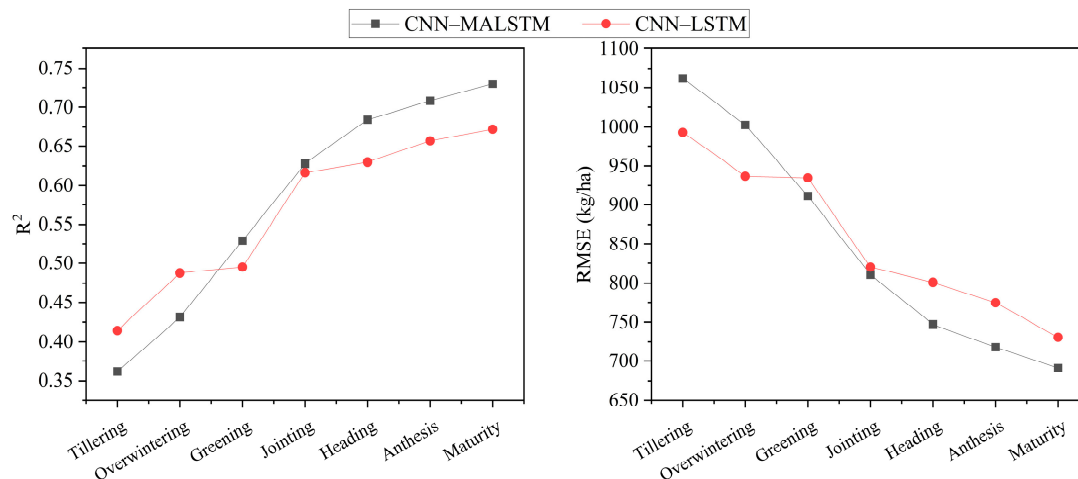 CNN–MALSTM CNN–LSTM
R²
0.75
0.70
0.65
0.60
0.55
0.50
0.45
0.40
0.35
Tillering
Overwintering
Greening
Jointing
Heading
Anthesis
Maturity
RMSE (kg/ha)
1100
1050
1000
950
900
850
800
750
700
650
Tillering
Overwintering
Greening
Jointing
Heading
Anthesis
Maturity